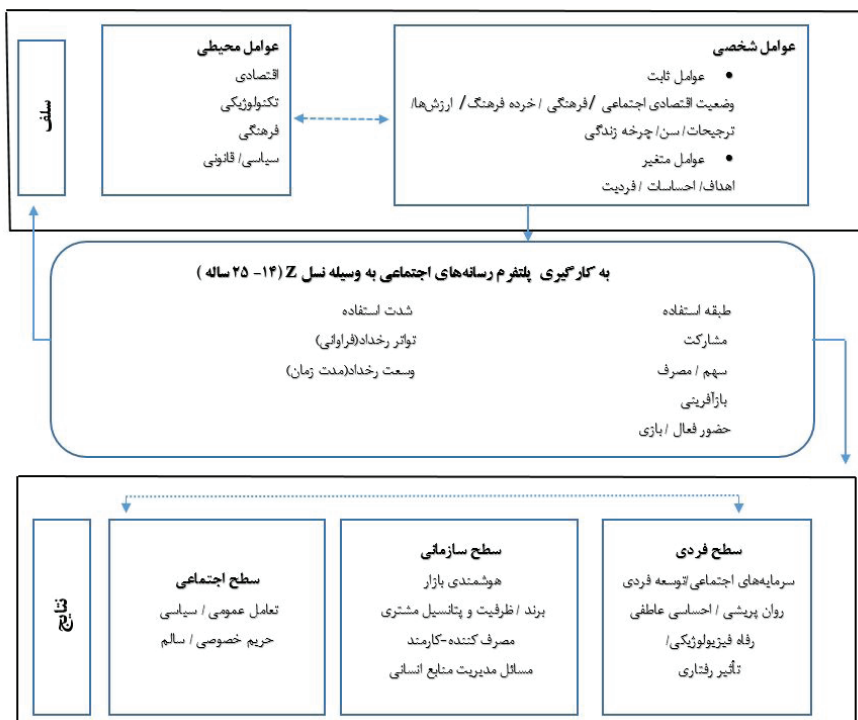 عوامل شخصی
• عوامل ثابت
وضعیت اقتصادی اجتماعی /فرهنگی /خرده فرهنگ/ ارزش‌ها/
ترجیحات/سن/چرخه زندگی
• عوامل متغیر
اهداف/ احساسات /فردیت
عوامل محیطی
اقتصادی
تکنولوژیکی
فرهنگی
سیاسی/ قانونی
سلف
به کارگیری پلتفرم رسانه‌های اجتماعی به وسیله نسل Z (۱۴- ۲۵ ساله )
طبقه استفاده
مشارکت
سهم / مصرف
بازآفرینی
حضور فعال /بازی
شدت استفاده
تواتر رخداد(فراوانی)
وسعت رخداد(مدت زمان)
سطح فردی
سرمایه‌های اجتماعی/توسعه فردی
روان پریشی / احساسی عاطفی
رفاه فیزیولوژیکی/
تأثیر رفتاری
سطح سازمانی
هوشمندی بازار
برند /ظرفیت و پتانسیل مشتری
مصرف کننده-کارمند
مسائل مدیریت منابع انسانی
سطح اجتماعی
تعامل عمومی / سیاسی
حریم خصوصی/ سالم
نتایج